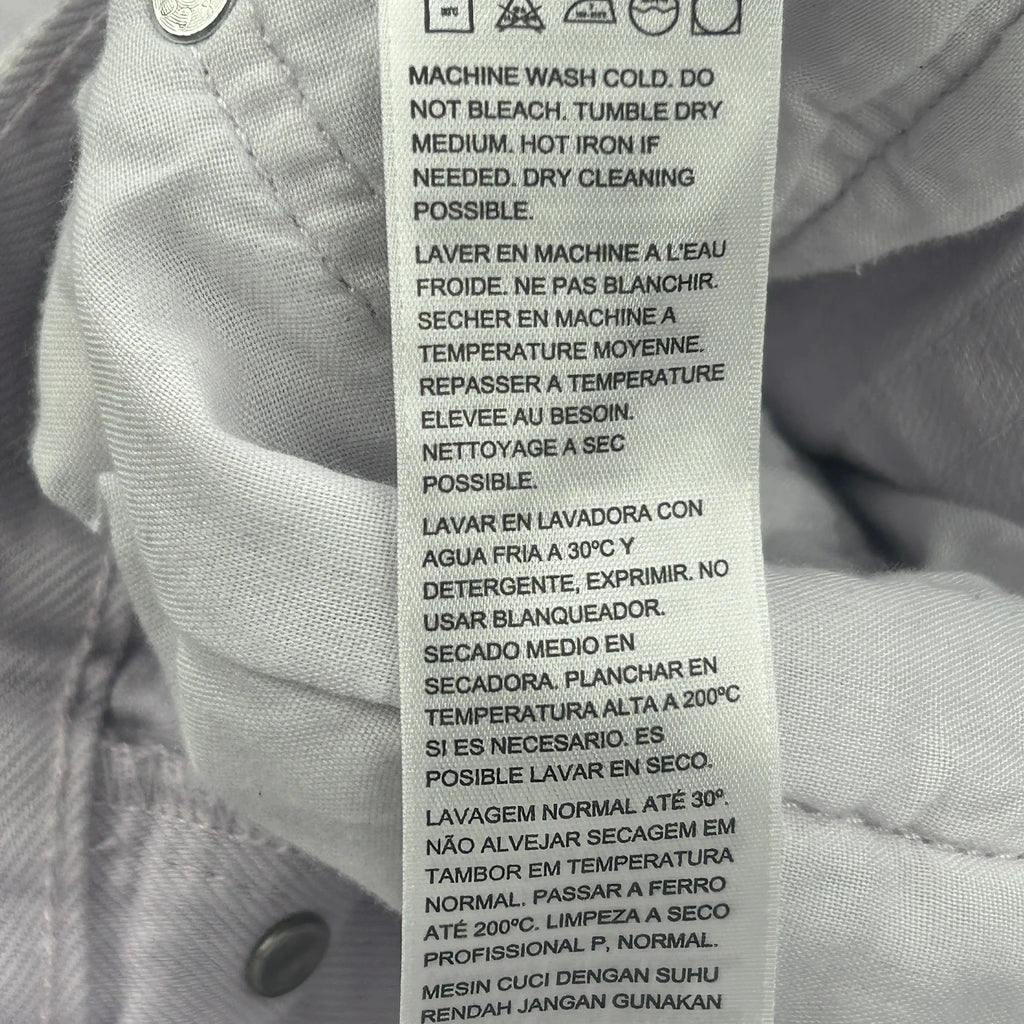 MACHINE WASH COLD. DO
NOT BLEACH. TUMBLE DRY
MEDIUM. HOT IRON IF
NEEDED. DRY CLEANING
POSSIBLE.
LAVER EN MACHINE A L'EAU
FROIDE. NE PAS BLANCHIR.
SECHER EN MACHINE A
TEMPERATURE MOYENNE.
REPASSER A TEMPERATURE
ELEVEE AU BESOIN.
NETTOYAGE A SEC
POSSIBLE.
LAVAR EN LAVADORA CON
AGUA FRIA A 30ºC Y
DETERGENTE, EXPRIMIR. NO
USAR BLANQUEADOR.
SECADO MEDIO EN
SECADORA. PLANCHAR EN
TEMPERATURA ALTA A 200ºC
SI ES NECESARIO. ES
POSIBLE LAVAR EN SECO.
LAVAGEM NORMAL ATÉ 30º.
NÃO ALVEJAR SECAGEM EM
TAMBOR EM TEMPERATURA
NORMAL. PASSAR A FERRO
ATÉ 200ºC. LIMPEZA A SECO
PROFISSIONAL P, NORMAL.
MESIN CUCI DENGAN SUHU
RENDAH JANGAN GUNAKAN